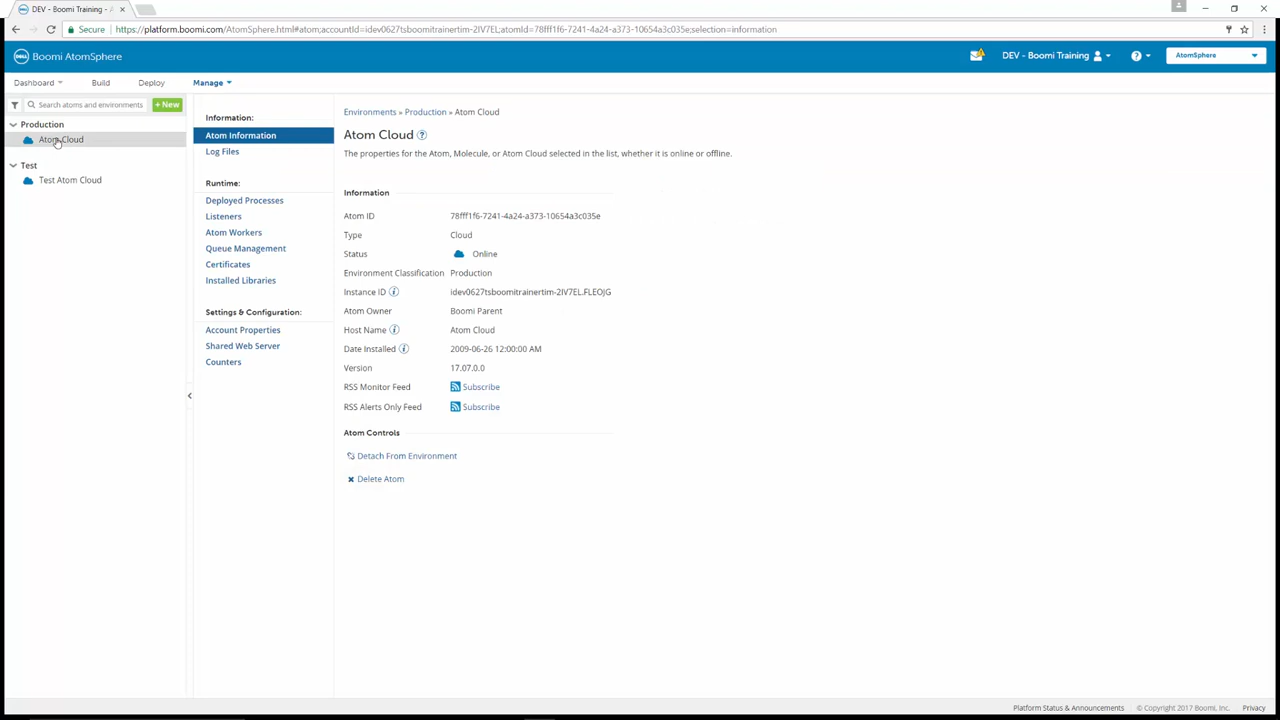 DEV - Boomi Training - A
Secure
https://platform.boomi.com/AtomSphere.html#atom;accountId=idev0627tsboomitrainertim-2IV7EL;atomId=78fff1f6-7241-4a24-a373-10654a3c035e;selection=information
DELL Boomi AtomSphere
DEV - Boomi Training
AtomSphere
Dashboard Build Deploy Manage
Search atoms and environments
+ New
Production
Atom Cloud
Test
Test Atom Cloud
Information:
Atom Information
Log Files
Runtime:
Deployed Processes
Listeners
Atom Workers
Queue Management
Certificates
Installed Libraries
Settings & Configuration:
Account Properties
Shared Web Server
Counters
Environments » Production » Atom Cloud
Atom Cloud ?
The properties for the Atom, Molecule, or Atom Cloud selected in the list, whether it is online or offline.
Information
Atom ID 78fff1f6-7241-4a24-a373-10654a3c035e
Type Cloud
Status Online
Environment Classification Production
Instance ID i idev0627tsboomitrainertim-2IV7EL.FLEOJG
Atom Owner Boomi Parent
Host Name i Atom Cloud
Date Installed i 2009-06-26 12:00:00 AM
Version 17.07.0.0
RSS Monitor Feed Subscribe
RSS Alerts Only Feed Subscribe
Atom Controls
Detach From Environment
Delete Atom
Platform Status & Announcements © Copyright 2017 Boomi, Inc. Privacy